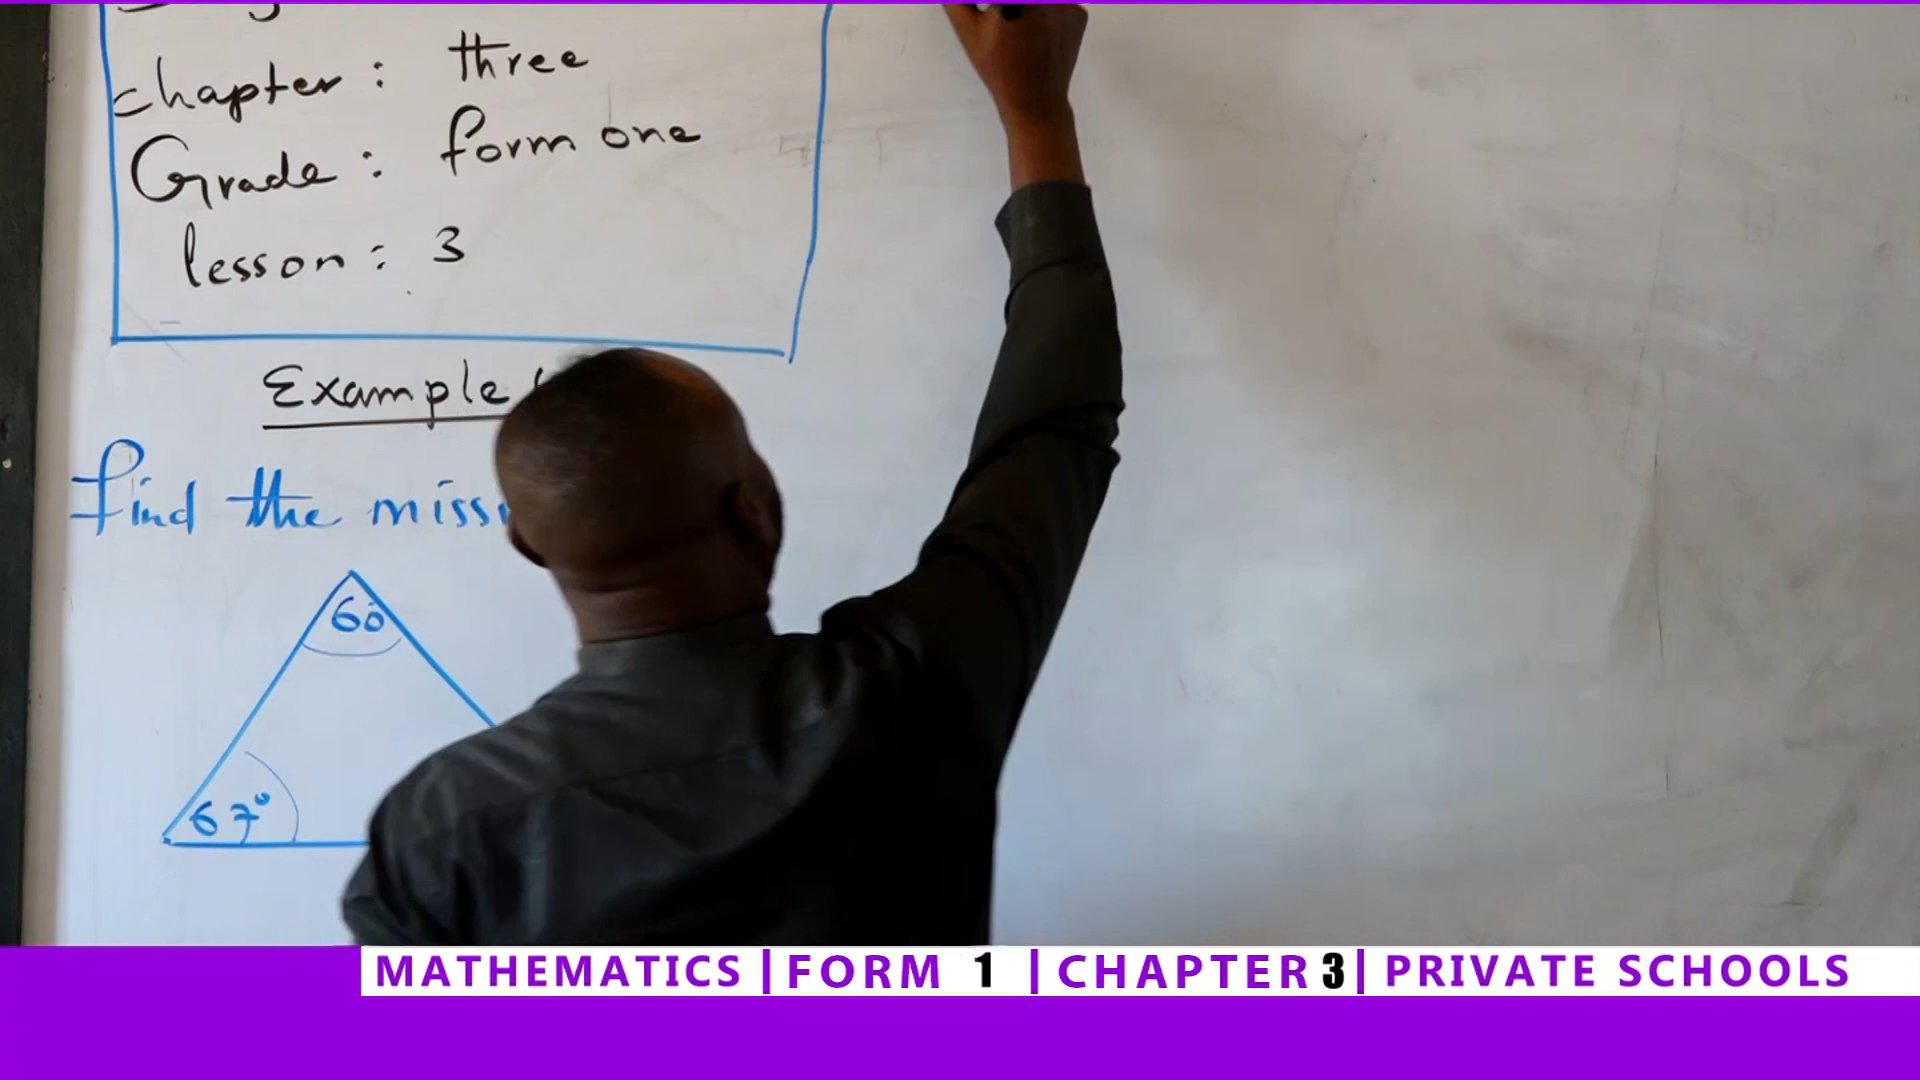 chapter: three
Grade: form one
lesson: 3
Example
find the
60°
67°
MATHEMATICS | FORM 1 | CHAPTER 3 | PRIVATE SCHOOLS